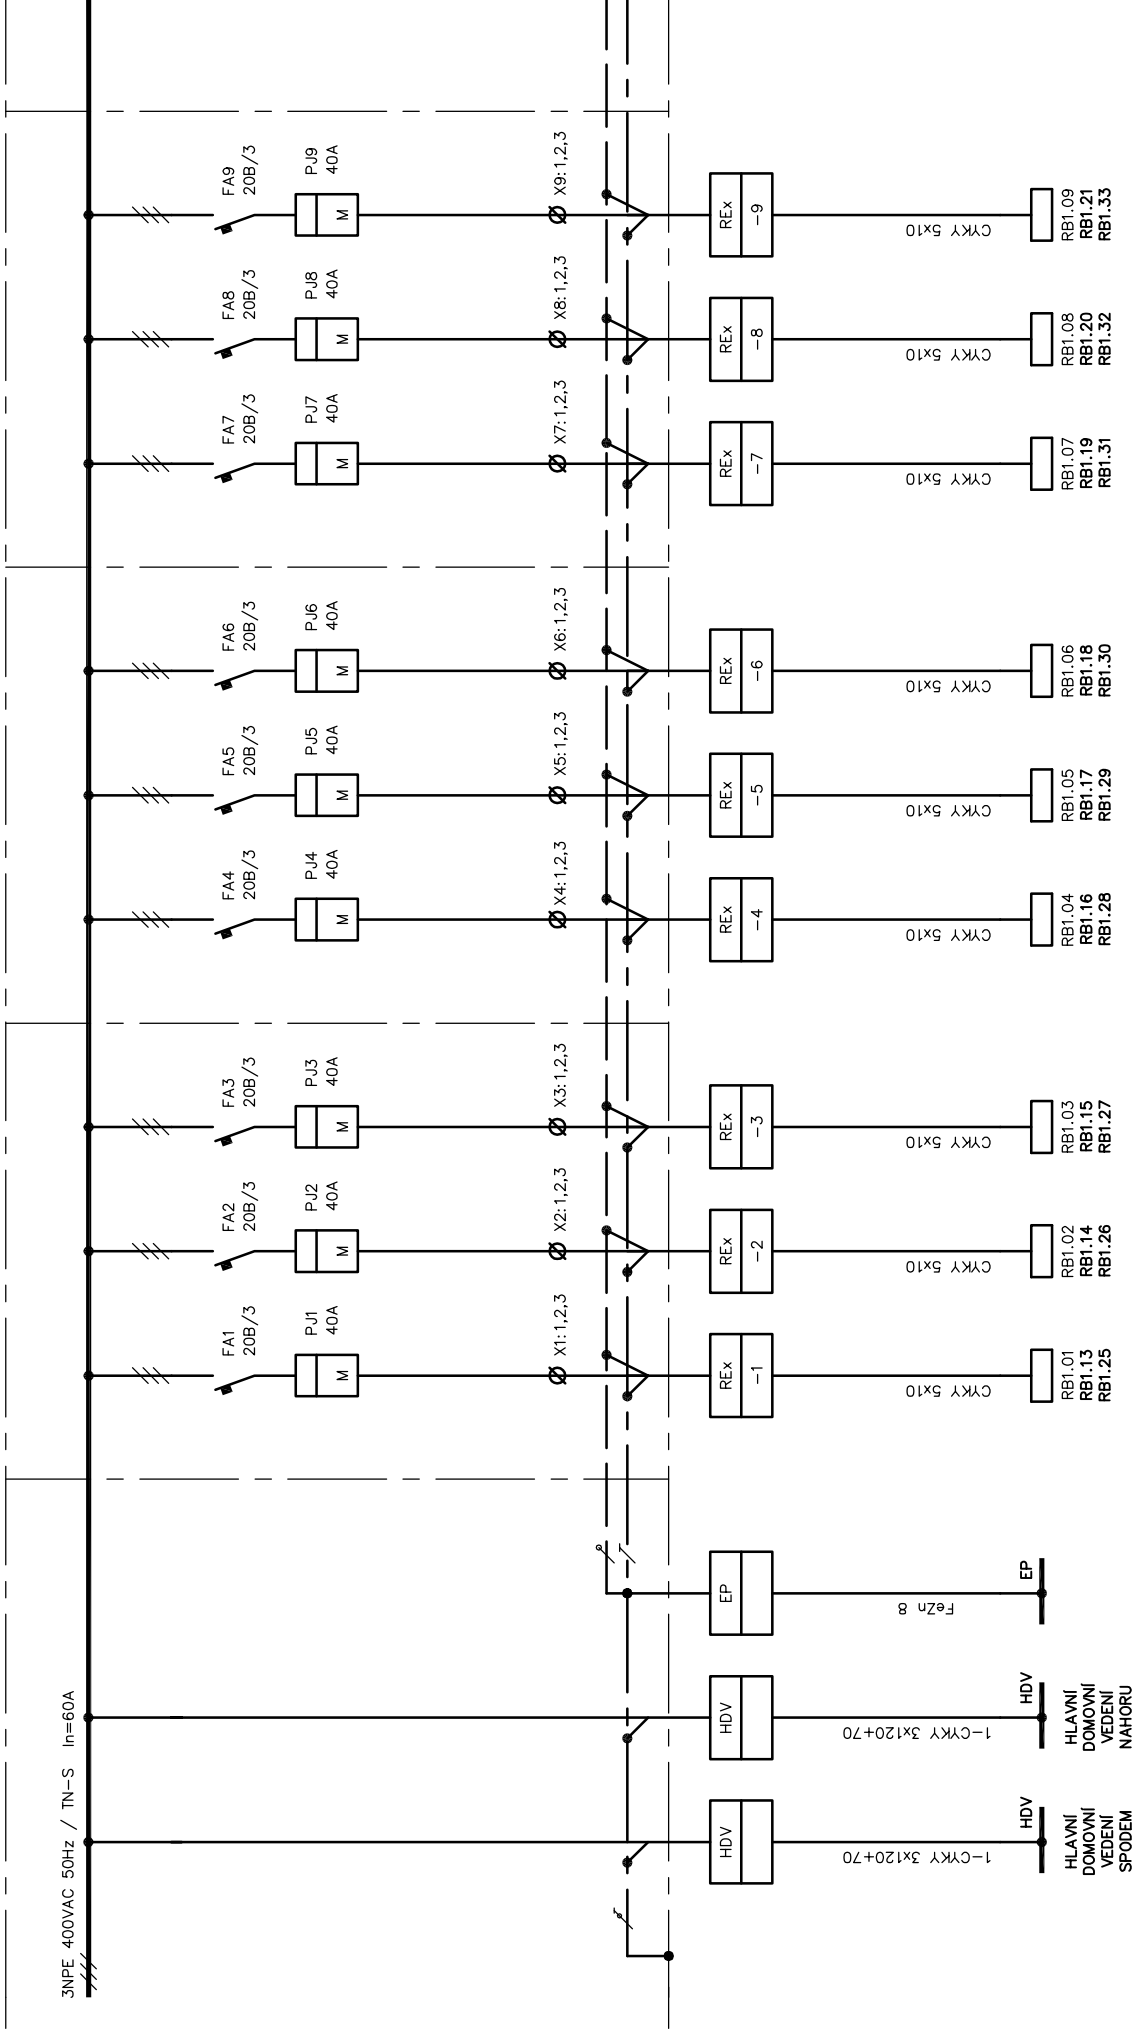 3NPE 400VAC 50Hz / TN-S In=60A
HDV
1-CYKY 3x120+70
HDV
HLAVNÍ
DOMOVNÍ
VEDENÍ
SPODEM
HDV
1-CYKY 3x120+70
HDV
HLAVNÍ
DOMOVNÍ
VEDENÍ
NAHORU
EP
FeZn 8
EP
FA1
20B/3
PJ1
40A
M
X1:1,2,3
REx
-1
CYKY 5x10
RB1.01
RB1.13
RB1.25
FA2
20B/3
PJ2
40A
M
X2:1,2,3
REx
-2
CYKY 5x10
RB1.02
RB1.14
RB1.26
FA3
20B/3
PJ3
40A
M
X3:1,2,3
REx
-3
CYKY 5x10
RB1.03
RB1.15
RB1.27
FA4
20B/3
PJ4
40A
M
X4:1,2,3
REx
-4
CYKY 5x10
RB1.04
RB1.16
RB1.28
FA5
20B/3
PJ5
40A
M
X5:1,2,3
REx
-5
CYKY 5x10
RB1.05
RB1.17
RB1.29
FA6
20B/3
PJ6
40A
M
X6:1,2,3
REx
-6
CYKY 5x10
RB1.06
RB1.18
RB1.30
FA7
20B/3
PJ7
40A
M
X7:1,2,3
REx
-7
CYKY 5x10
RB1.07
RB1.19
RB1.31
FA8
20B/3
PJ8
40A
M
X8:1,2,3
REx
-8
CYKY 5x10
RB1.08
RB1.20
RB1.32
FA9
20B/3
PJ9
40A
M
X9:1,2,3
REx
-9
CYKY 5x10
RB1.09
RB1.21
RB1.33